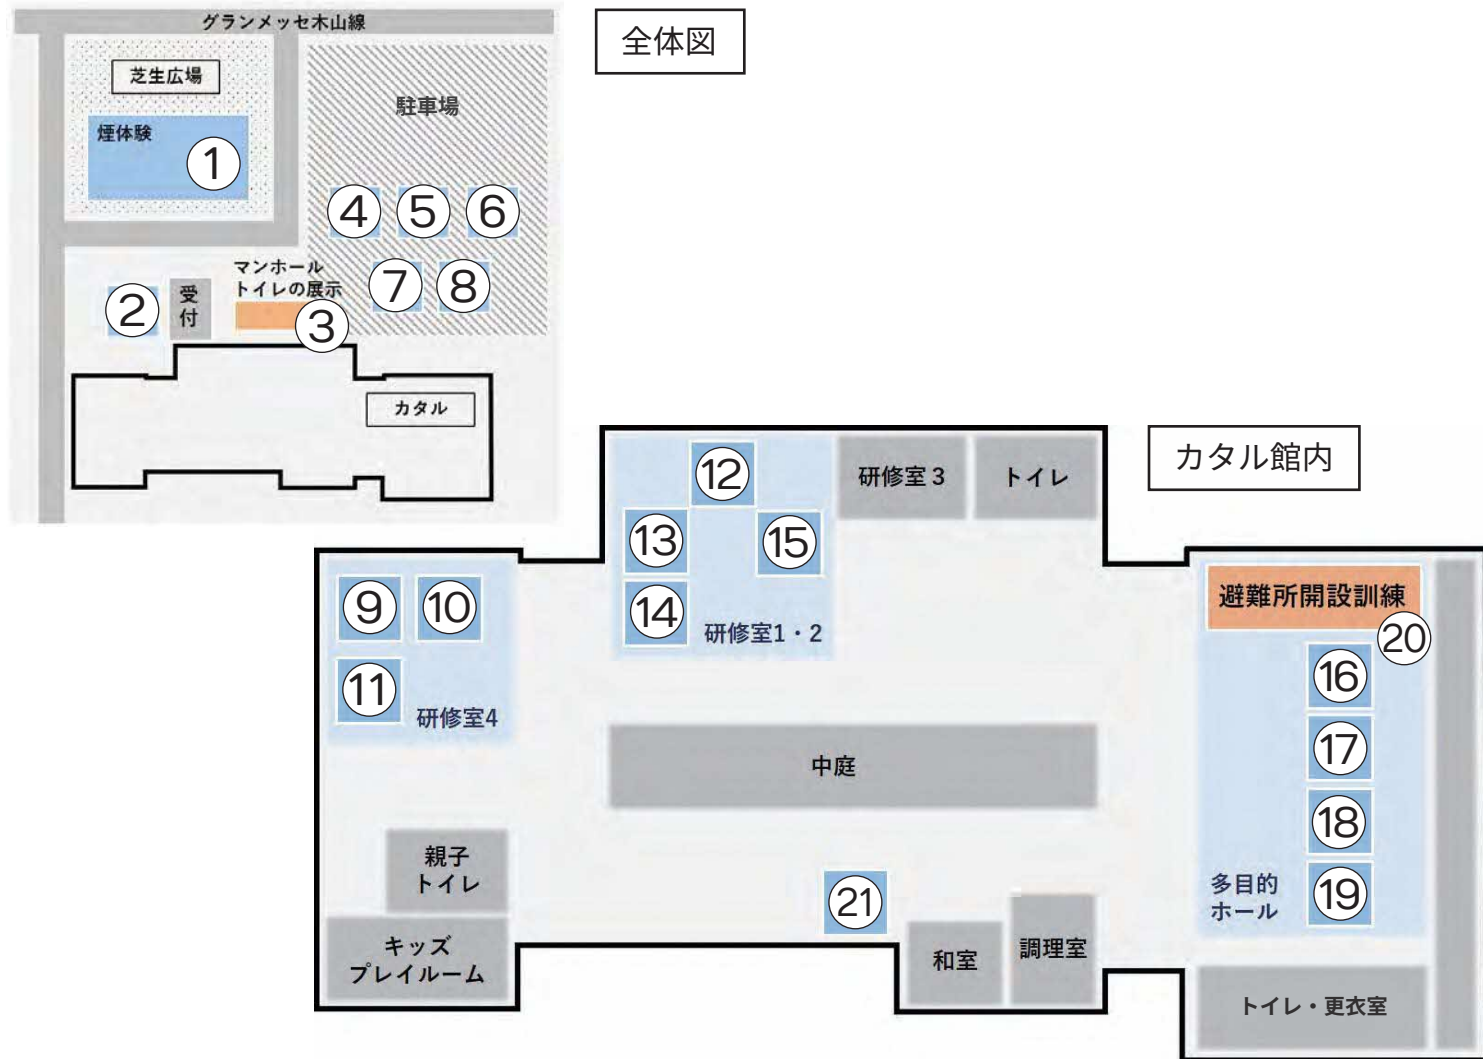 グランメッセ木山線
全体図
芝生広場
駐車場
煙体験
①
④
⑤
⑥
マンホール
トイレの展示
②
受
付
③
⑦
⑧
カタル
カタル館内
⑫
研修室3
トイレ
⑬
⑮
⑭
研修室1・2
⑨
⑩
⑪
研修室4
避難所開設訓練
⑳
⑯
⑰
⑱
⑲
多目的
ホール
中庭
親子
トイレ
キッズ
プレイルーム
㉑
和室
調理室
トイレ・更衣室